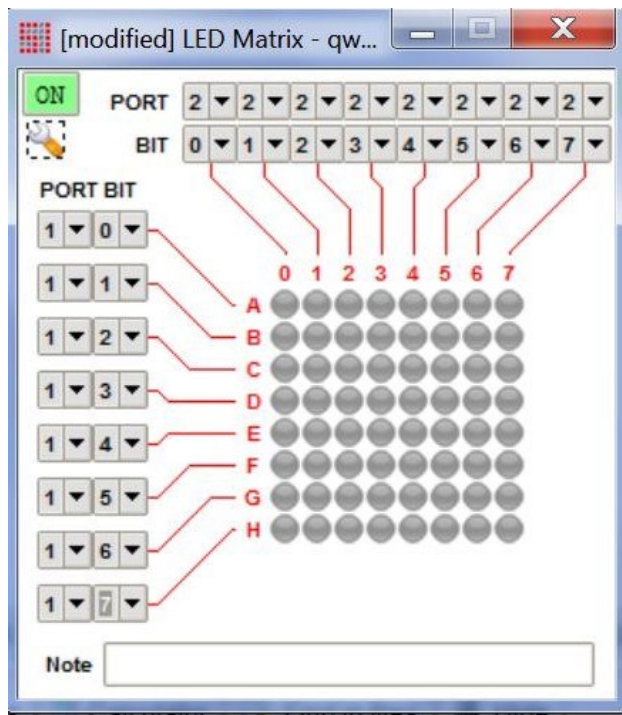 [modified] LED Matrix - qw...
ON PORT 2 2 2 2 2 2 2 2
BIT 0 1 2 3 4 5 6 7
PORT BIT
1 0
0 1 2 3 4 5 6 7
1 1
A
B
1 2
C
1 3
D
1 4
E
F
1 5
G
1 6
H
1 7
Note